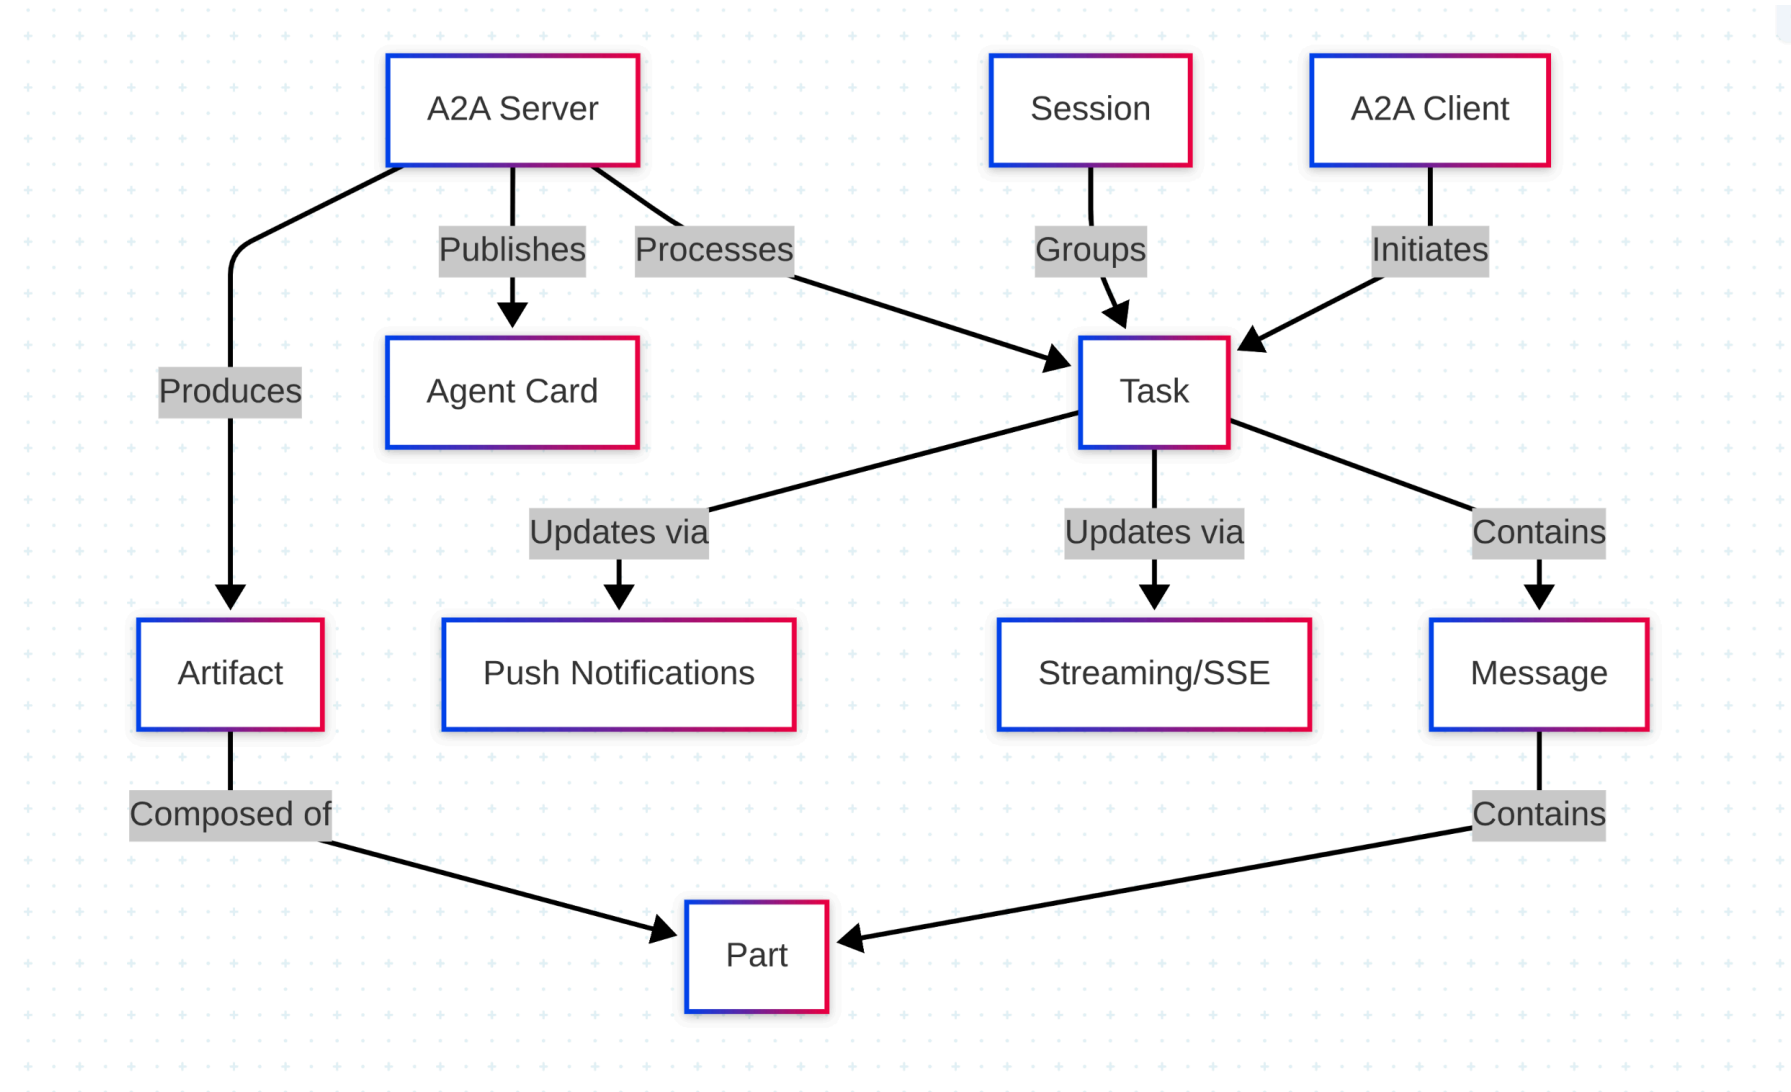 A2A Server
Session
A2A Client
Publishes
Processes
Groups
Initiates
Produces
Agent Card
Task
Updates via
Updates via
Contains
Artifact
Push Notifications
Streaming/SSE
Message
Composed of
Contains
Part